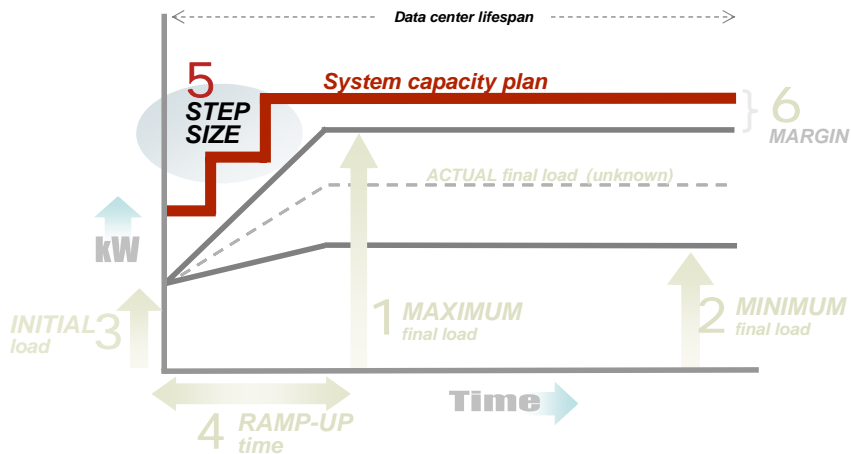 Data center lifespan
5
STEP
SIZE
System capacity plan
6
MARGIN
ACTUAL final load (unknown)
kW
INITIAL
load
3
1
MAXIMUM
final load
2
MINIMUM
final load
4
RAMP-UP
time
Time